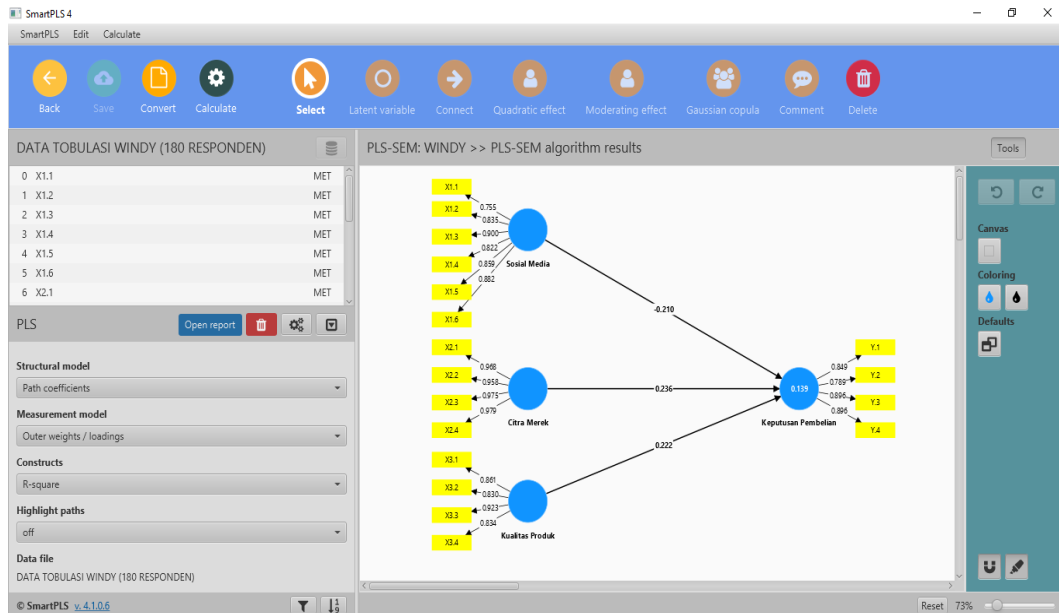 SmartPLS 4
SmartPLS Edit Calculate
Back Save Convert Calculate Select Latent variable Connect Quadratic effect Moderating effect Gaussian copula Comment Delete
DATA TOBULASI WINDY (180 RESPONDEN)
0 X1.1 MET
1 X1.2 MET
2 X1.3 MET
3 X1.4 MET
4 X1.5 MET
5 X1.6 MET
6 X2.1 MET
PLS
Open report
Structural model
Path coefficients
Measurement model
Outer weights / loadings
Constructs
R-square
Highlight paths
off
Data file
DATA TOBULASI WINDY (180 RESPONDEN)
© SmartPLS v. 4.1.0.6
PLS-SEM: WINDY >> PLS-SEM algorithm results
X1.1
X1.2
X1.3
X1.4
X1.5
X1.6
0.755
0.835
0.900
0.822
0.859
0.882
Sosial Media
-0.210
X2.1
X2.2
X2.3
X2.4
0.968
0.958
0.975
0.979
Citra Merek
0.236
X3.1
X3.2
X3.3
X3.4
0.861
0.830
0.923
0.834
Kualitas Produk
0.222
0.139
Keputusan Pembelian
0.849
0.789
0.896
0.896
Y.1
Y.2
Y.3
Y.4
Tools
Canvas
Coloring
Defaults
Reset 73%